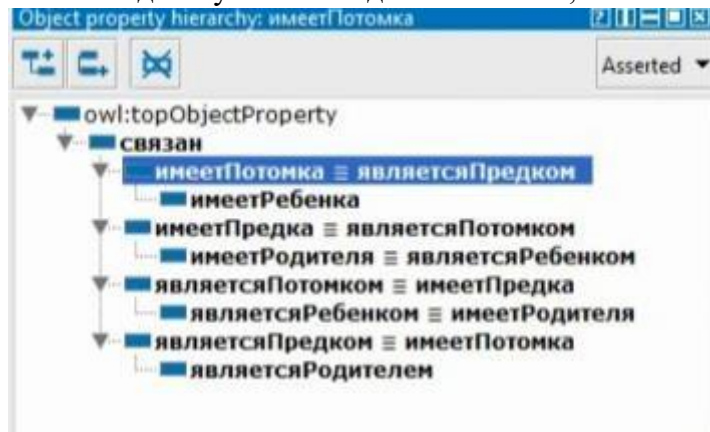 Object property hierarchy: имеетПотомка
Asserted
owl:topObjectProperty
связан
имеетПотомка ≡ являетсяПредком
имеетРебенка
имеетПредка ≡ являетсяПотомком
имеетРодителя ≡ являетсяРебенком
являетсяПотомком ≡ имеетПредка
являетсяРебенком ≡ имеетРодителя
являетсяПредком ≡ имеетПотомка
являетсяРодителем